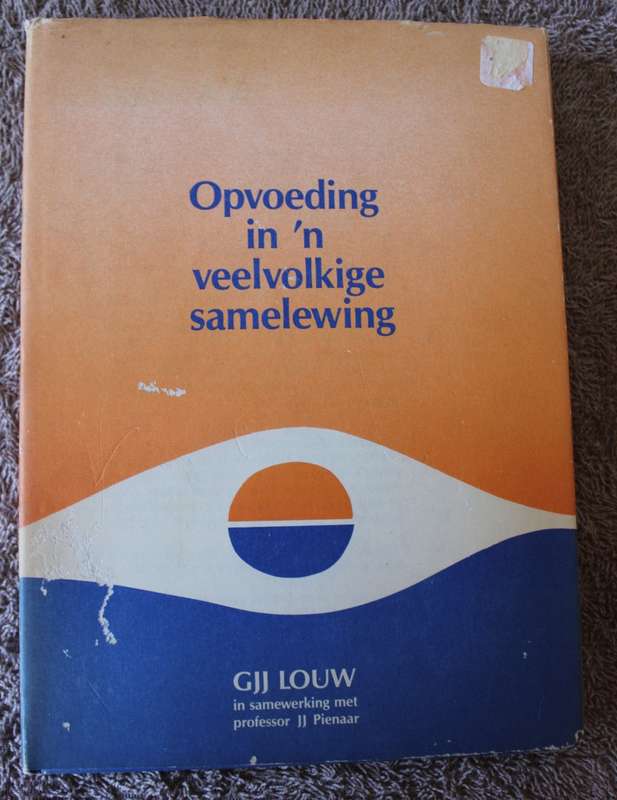 Opvoeding
in 'n
veelvolkige
samelewing
GJJ LOUW
in samewerking met
professor JJ Pienaar